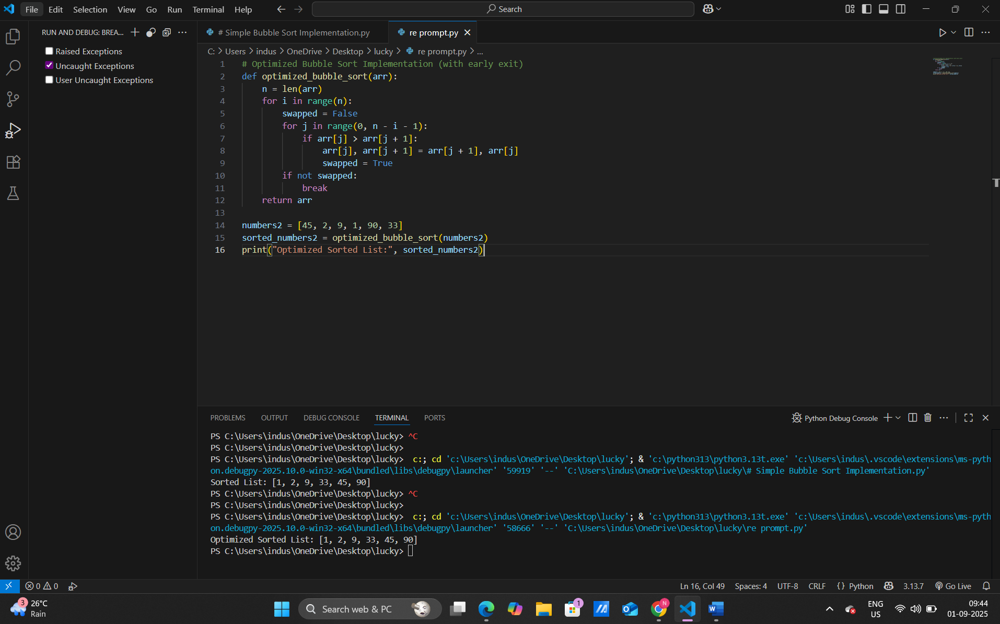 File Edit Selection View Go Run Terminal Help
Search
RUN AND DEBUG: BREA...
Raised Exceptions
Uncaught Exceptions
User Uncaught Exceptions
# Simple Bubble Sort Implementation.py
re prompt.py
C: > Users > indus > OneDrive > Desktop > lucky > re prompt.py > ...
1 # Optimized Bubble Sort Implementation (with early exit)
2 def optimized_bubble_sort(arr):
3     n = len(arr)
4     for i in range(n):
5         swapped = False
6         for j in range(0, n - i - 1):
7             if arr[j] > arr[j + 1]:
8                 arr[j], arr[j + 1] = arr[j + 1], arr[j]
9                 swapped = True
10         if not swapped:
11             break
12     return arr
13
14 numbers2 = [45, 2, 9, 1, 90, 33]
15 sorted_numbers2 = optimized_bubble_sort(numbers2)
16 print("Optimized Sorted List:", sorted_numbers2)
PROBLEMS OUTPUT DEBUG CONSOLE TERMINAL PORTS
Python Debug Console
PS C:\Users\indus\OneDrive\Desktop\lucky> ^C
PS C:\Users\indus\OneDrive\Desktop\lucky>
PS C:\Users\indus\OneDrive\Desktop\lucky>  c:; cd 'c:\Users\indus\OneDrive\Desktop\lucky'; & 'c:\python313\python3.13t.exe' 'c:\Users\indus\.vscode\extensions\ms-pyth
on.debugpy-2025.10.0-win32-x64\bundled\libs\debugpy\launcher' '59919' '--' 'C:\Users\indus\OneDrive\Desktop\lucky\# Simple Bubble Sort Implementation.py'
Sorted List: [1, 2, 9, 33, 45, 90]
PS C:\Users\indus\OneDrive\Desktop\lucky> ^C
PS C:\Users\indus\OneDrive\Desktop\lucky>
PS C:\Users\indus\OneDrive\Desktop\lucky>  c:; cd 'c:\Users\indus\OneDrive\Desktop\lucky'; & 'c:\python313\python3.13t.exe' 'c:\Users\indus\.vscode\extensions\ms-pyth
on.debugpy-2025.10.0-win32-x64\bundled\libs\debugpy\launcher' '58666' '--' 'C:\Users\indus\OneDrive\Desktop\lucky\re prompt.py'
Optimized Sorted List: [1, 2, 9, 33, 45, 90]
PS C:\Users\indus\OneDrive\Desktop\lucky>
0 0
Ln 16, Col 49 Spaces: 4 UTF-8 CRLF {} Python 3.13.7 Go Live
3
26°C
Rain
Search web & PC
1
N
ENG
US
09:44
01-09-2025